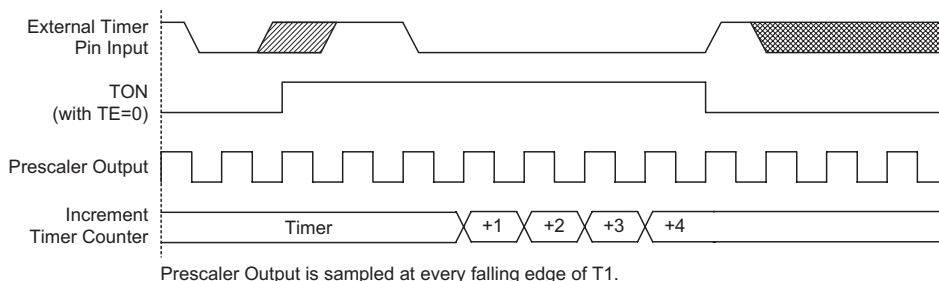 External Timer
Pin Input
TON
(with TE=0)
Prescaler Output
Increment
Timer Counter
Timer
+1
+2
+3
+4
Prescaler Output is sampled at every falling edge of T1.